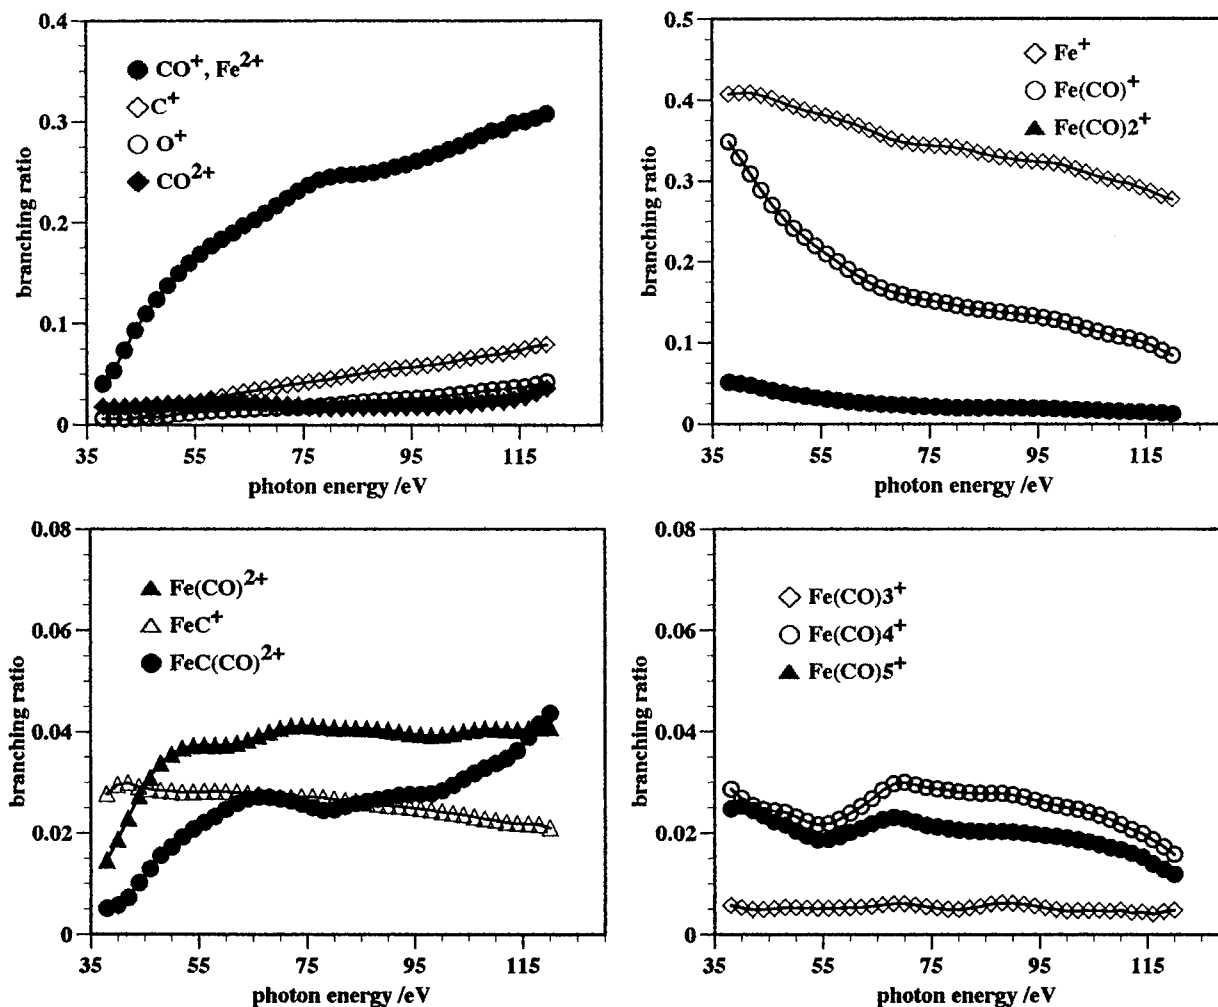 0.4
0.3
0.2
0.1
0
branching ratio
CO⁺, Fe²⁺
C⁺
O⁺
CO²⁺
35 55 75 95 115
photon energy /eV
0.5
0.4
0.3
0.2
0.1
0
branching ratio
Fe⁺
Fe(CO)⁺
Fe(CO)2⁺
35 55 75 95 115
photon energy /eV
0.08
0.06
0.04
0.02
0
branching ratio
Fe(CO)²⁺
FeC⁺
FeC(CO)²⁺
35 55 75 95 115
photon energy /eV
0.08
0.06
0.04
0.02
0
branching ratio
Fe(CO)3⁺
Fe(CO)4⁺
Fe(CO)5⁺
35 55 75 95 115
photon energy /eV